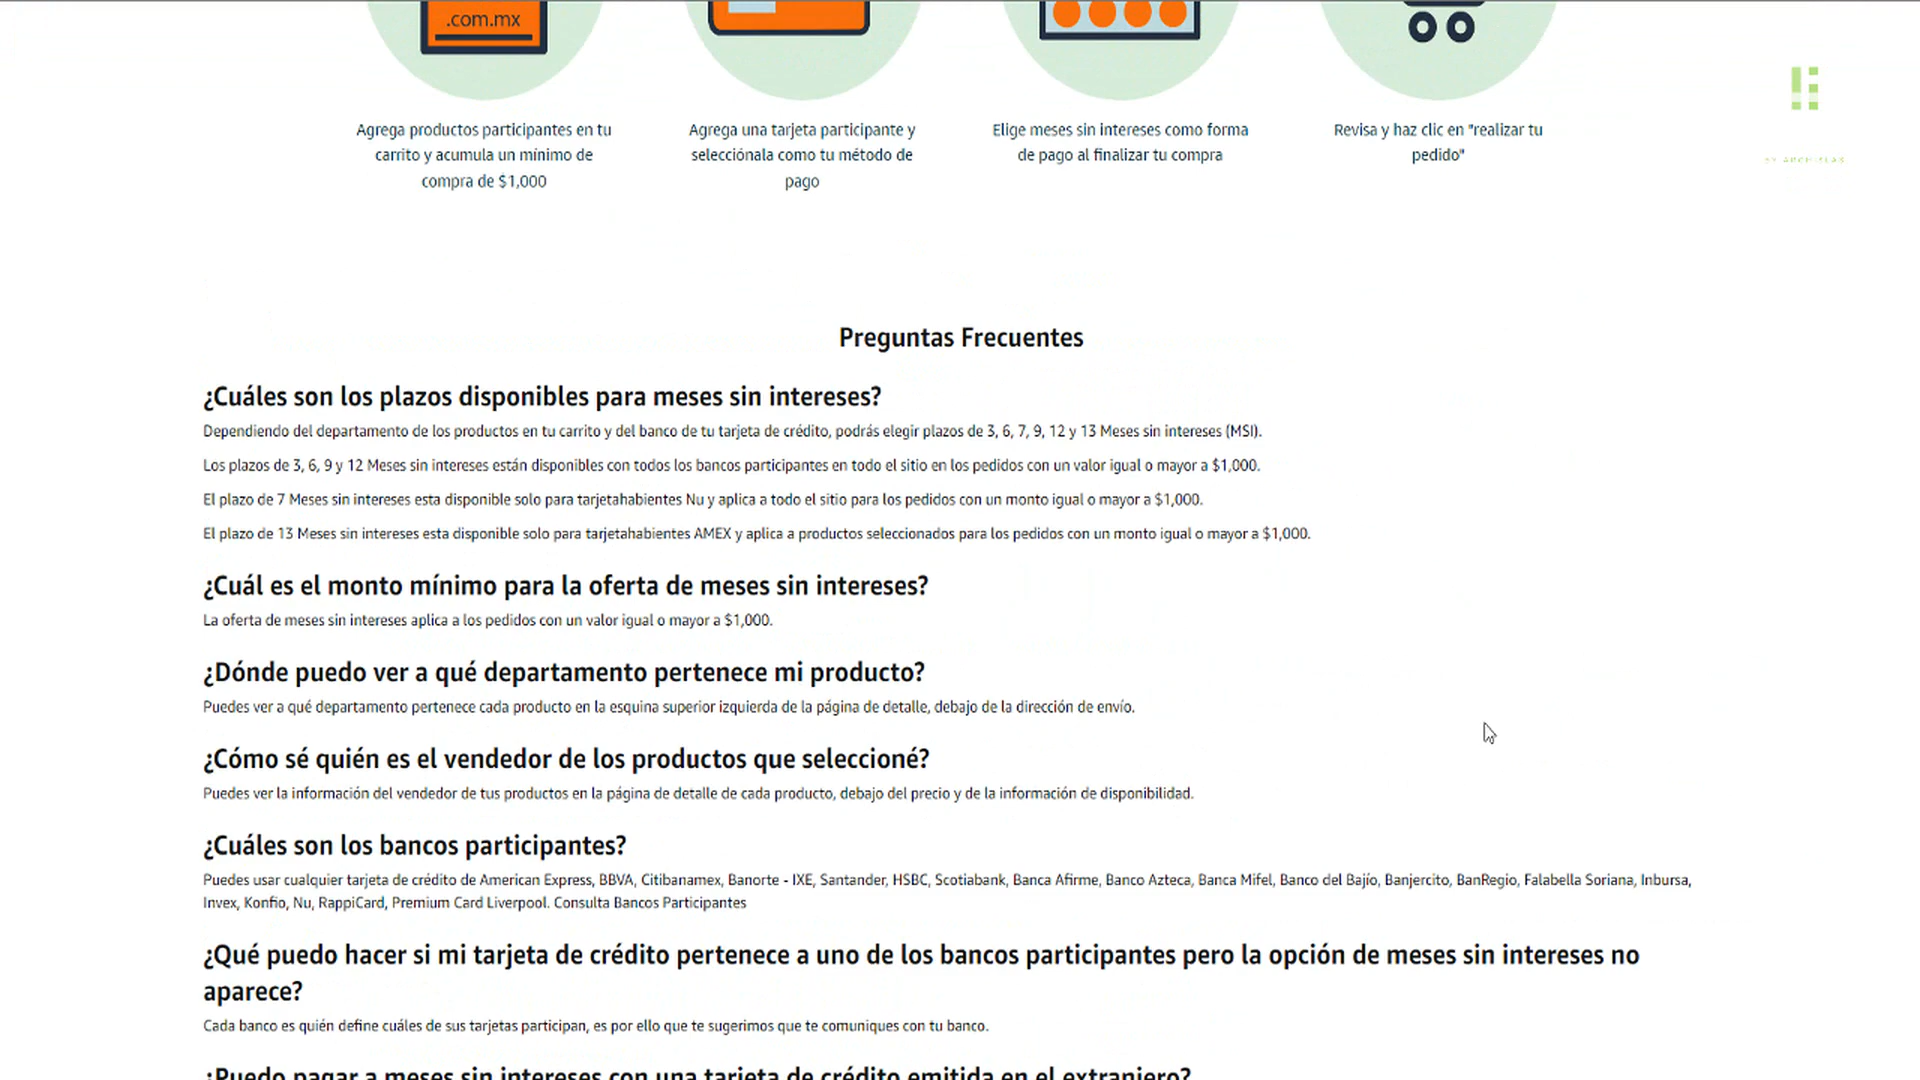 .com.mx
Agrega productos participantes en tu
carrito y acumula un mínimo de
compra de $1,000
Agrega una tarjeta participante y
selecciónala como tu método de
pago
Elige meses sin intereses como forma
de pago al finalizar tu compra
Revisa y haz clic en "realizar tu
pedido"
BY ARCHIFLAR
Preguntas Frecuentes
¿Cuáles son los plazos disponibles para meses sin intereses?
Dependiendo del departamento de los productos en tu carrito y del banco de tu tarjeta de crédito, podrás elegir plazos de 3, 6, 7, 9, 12 y 13 Meses sin intereses (MSI).
Los plazos de 3, 6, 9 y 12 Meses sin intereses están disponibles con todos los bancos participantes en todo el sitio en los pedidos con un valor igual o mayor a $1,000.
El plazo de 7 Meses sin intereses esta disponible solo para tarjetahabientes Nu y aplica a todo el sitio para los pedidos con un monto igual o mayor a $1,000.
El plazo de 13 Meses sin intereses esta disponible solo para tarjetahabientes AMEX y aplica a productos seleccionados para los pedidos con un monto igual o mayor a $1,000.
¿Cuál es el monto mínimo para la oferta de meses sin intereses?
La oferta de meses sin intereses aplica a los pedidos con un valor igual o mayor a $1,000.
¿Dónde puedo ver a qué departamento pertenece mi producto?
Puedes ver a qué departamento pertenece cada producto en la esquina superior izquierda de la página de detalle, debajo de la dirección de envío.
¿Cómo sé quién es el vendedor de los productos que seleccioné?
Puedes ver la información del vendedor de tus productos en la página de detalle de cada producto, debajo del precio y de la información de disponibilidad.
¿Cuáles son los bancos participantes?
Puedes usar cualquier tarjeta de crédito de American Express, BBVA, Citibanamex, Banorte - IXE, Santander, HSBC, Scotiabank, Banca Afirme, Banco Azteca, Banca Mifel, Banco del Bajío, Banjercito, BanRegio, Falabella Soriana, Inbursa,
Invex, Konfio, Nu, RappiCard, Premium Card Liverpool. Consulta Bancos Participantes
¿Qué puedo hacer si mi tarjeta de crédito pertenece a uno de los bancos participantes pero la opción de meses sin intereses no
aparece?
Cada banco es quién define cuáles de sus tarjetas participan, es por ello que te sugerimos que te comuniques con tu banco.
¿Puedo pagar a meses sin intereses con una tarjeta de crédito emitida en el extranjero?